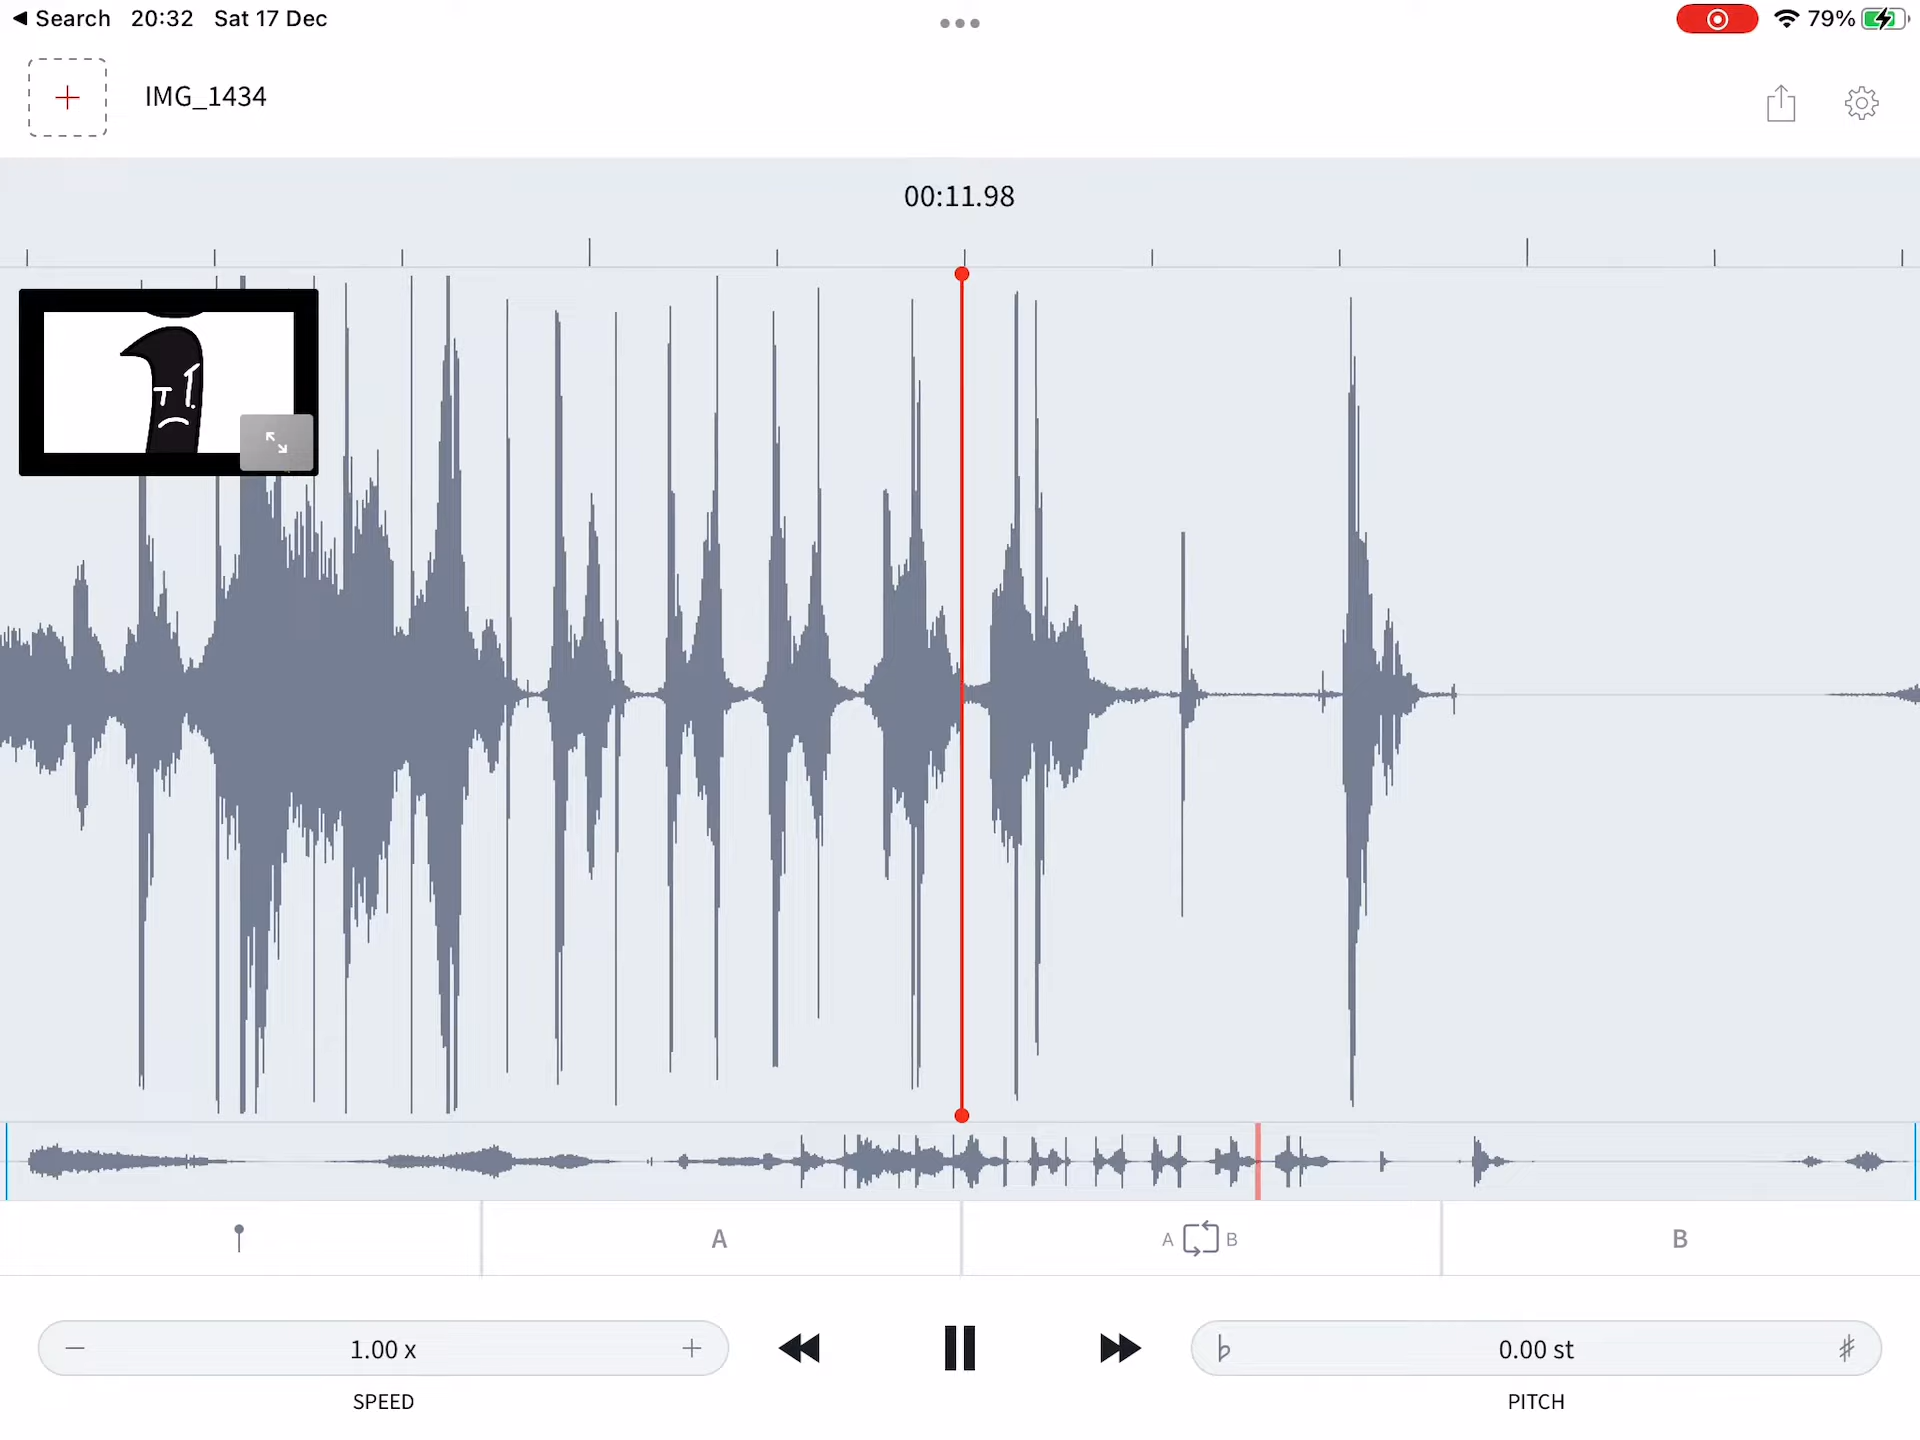 Search 20:32 Sat 17 Dec
79%
IMG_1434
00:11.98
A
A B
B
1.00 x
0.00 st
SPEED
PITCH